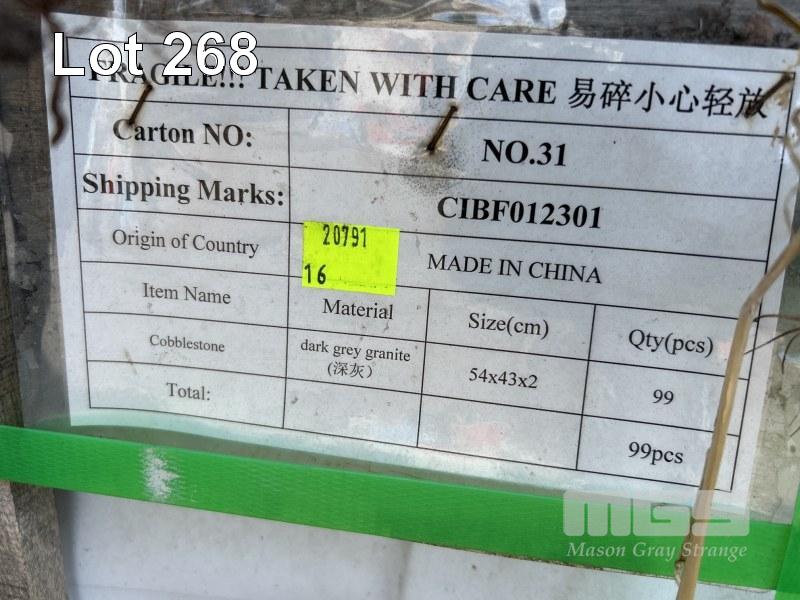 Lot 268
FRAGILE!!! TAKEN WITH CARE 易碎小心轻放
Carton NO: NO.31
Shipping Marks: CIBF012301
Origin of Country MADE IN CHINA
20791
16
Item Name Material Size(cm) Qty(pcs)
Cobblestone dark grey granite (深灰) 54x43x2 99
Total: 99pcs
MGS
Mason Gray Strange